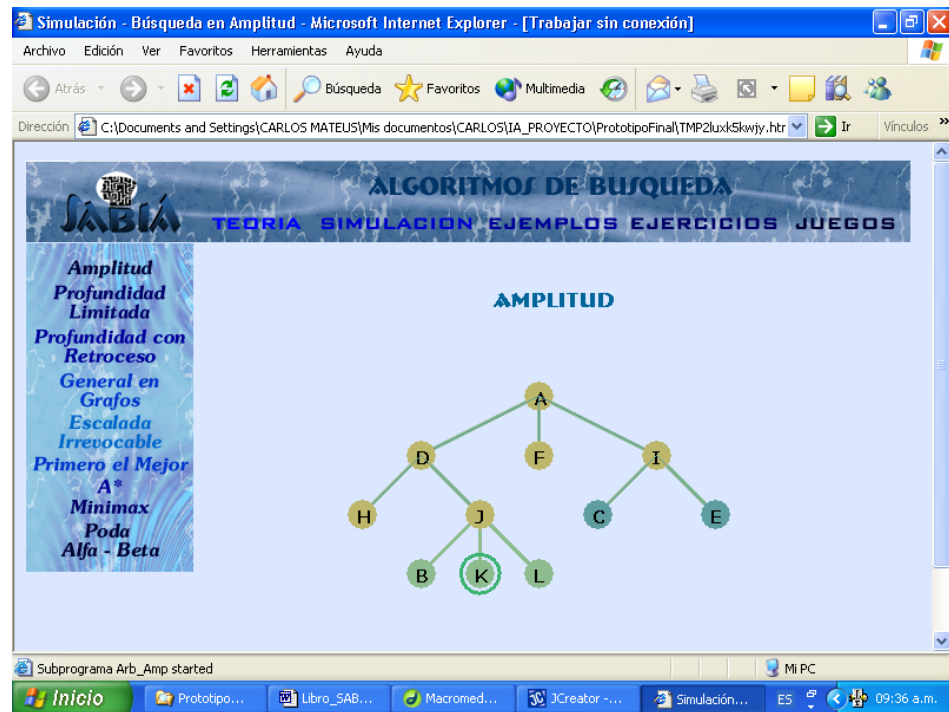 Simulación - Búsqueda en Amplitud - Microsoft Internet Explorer - [Trabajar sin conexión]
Archivo Edición Ver Favoritos Herramientas Ayuda
Atrás Búsqueda Favoritos Multimedia
Dirección C:\Documents and Settings\CARLOS MATEUS\Mis documentos\CARLOS\IA_PROYECTO\PrototipoFinal\TMP2luxk5kwjy.htr Ir Vínculos »
SABIÁ ALGORITMOS DE BUSQUEDA
TEORIA SIMULACION EJEMPLOS EJERCICIOS JUEGOS
Amplitud
Profundidad
Limitada
Profundidad con
Retroceso
General en
Grafos
Escalada
Irrevocable
Primero el Mejor
A*
Minimax
Poda
Alfa - Beta
AMPLITUD
A
D F I
H J C E
B K L
Subprograma Arb_Amp started Mi PC
Inicio Prototipo... Libro_SAB... Macromed... JCreator -... Simulación... ES 09:36 a.m.